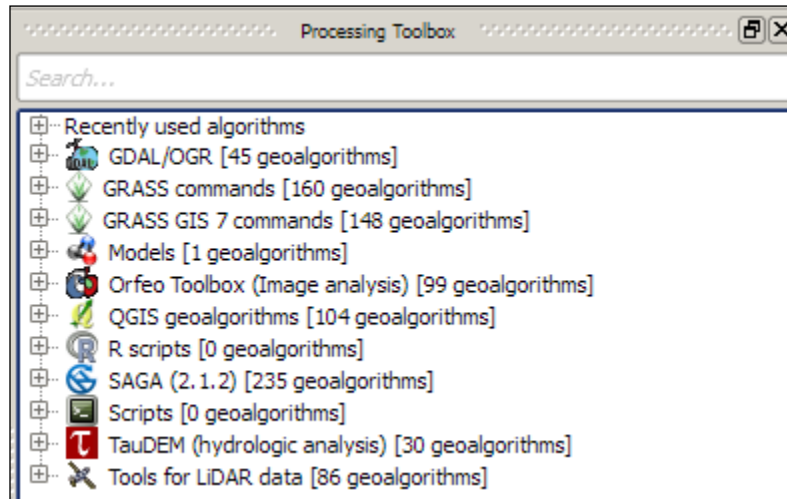 Processing Toolbox
Search...
Recently used algorithms
GDAL/OGR [45 geoalgorithms]
GRASS commands [160 geoalgorithms]
GRASS GIS 7 commands [148 geoalgorithms]
Models [1 geoalgorithms]
Orfeo Toolbox (Image analysis) [99 geoalgorithms]
QGIS geoalgorithms [104 geoalgorithms]
R scripts [0 geoalgorithms]
SAGA (2.1.2) [235 geoalgorithms]
Scripts [0 geoalgorithms]
TauDEM (hydrologic analysis) [30 geoalgorithms]
Tools for LiDAR data [86 geoalgorithms]